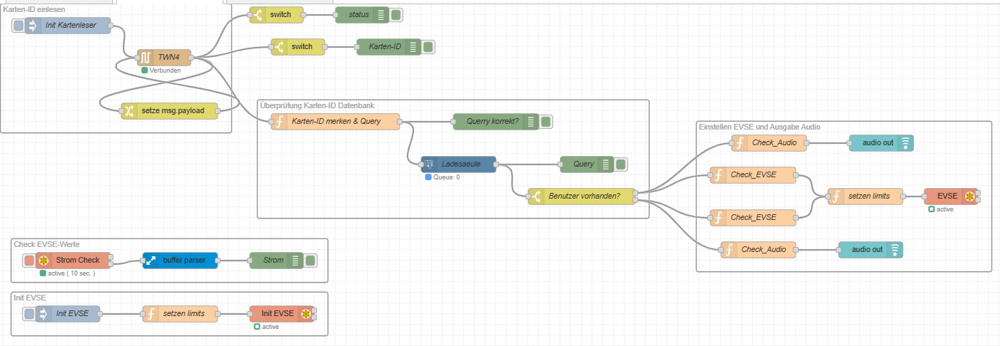 Karten-ID einlesen
Init Kartenleser
switch
status
switch
Karten-ID
TWN4
Verbunden
setze msg.payload
Überprüfung Karten-ID Datenbank
Karten-ID merken & Query
Querry korrekt?
Ladesaeule
Queue: 0
Query
Benutzer vorhanden?
Einstellen EVSE und Ausgabe Audio
Check_Audio
audio out
Check_EVSE
setzen limits
EVSE
active
Check_EVSE
Check_Audio
audio out
Check EVSE-Werte
Strom Check
active ( 10 sec. )
buffer parser
Strom
Init EVSE
Init EVSE
setzen limits
Init EVSE
active